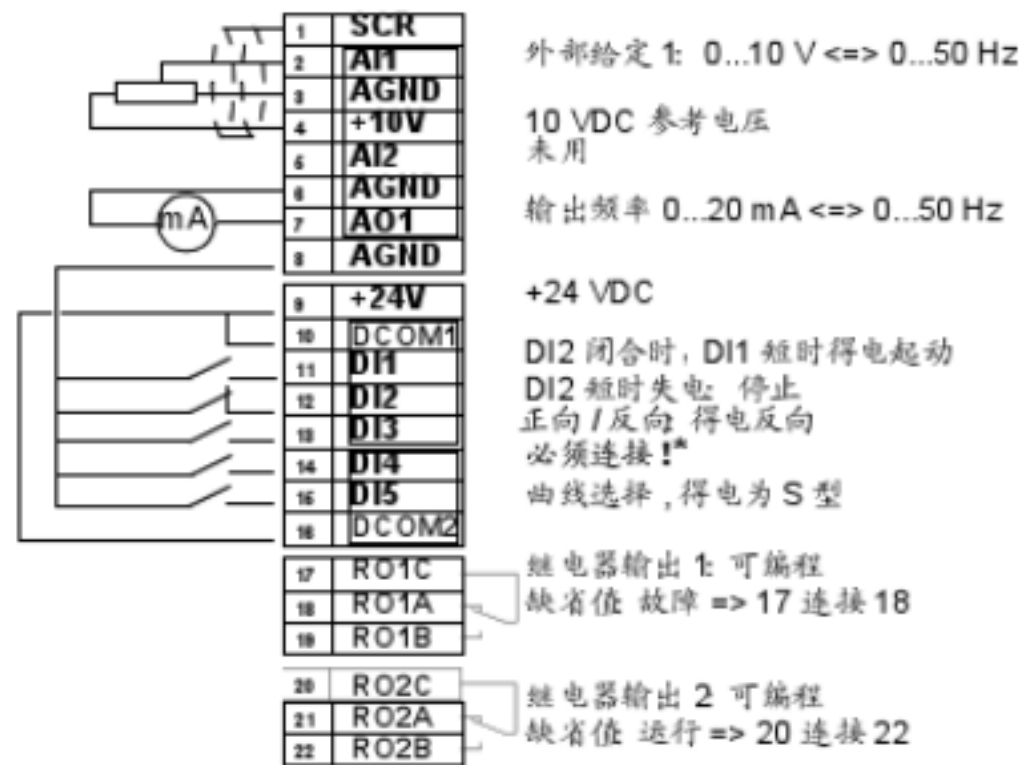 1 SCR
2 AI1 外部给定 1: 0...10 V <=> 0...50 Hz
3 AGND
4 +10V 10 VDC 参考电压
5 AI2 未用
6 AGND
mA 7 AO1 输出频率 0...20 mA <=> 0...50 Hz
8 AGND
9 +24V +24 VDC
10 DCOM1
11 DI1 DI2 闭合时, DI1 短时得电起动
12 DI2 DI2 短时失电: 停止
13 DI3 正向 / 反向: 得电反向
14 DI4 必须连接!*
15 DI5 曲线选择 , 得电为 S 型
16 DCOM2
17 RO1C 继电器输出 1: 可编程
18 RO1A 缺省值: 故障 => 17 连接 18
19 RO1B
20 RO2C 继电器输出 2: 可编程
21 RO2A 缺省值: 运行 => 20 连接 22
22 RO2B